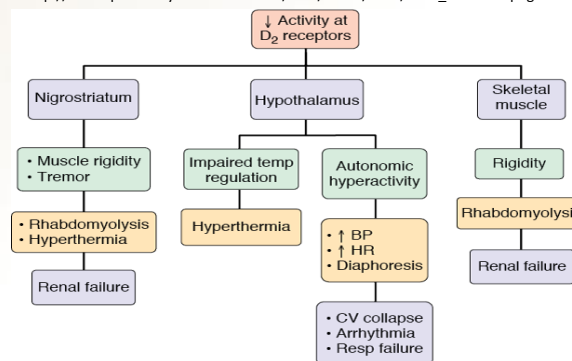 ↓ Activity at
D₂ receptors
Nigrostriatum
Hypothalamus
Skeletal
muscle
• Muscle rigidity
• Tremor
Impaired temp
regulation
Autonomic
hyperactivity
Rigidity
• Rhabdomyolysis
• Hyperthermia
Hyperthermia
• ↑ BP
• ↑ HR
• Diaphoresis
Rhabdomyolysis
Renal failure
Renal failure
• CV collapse
• Arrhythmia
• Resp failure